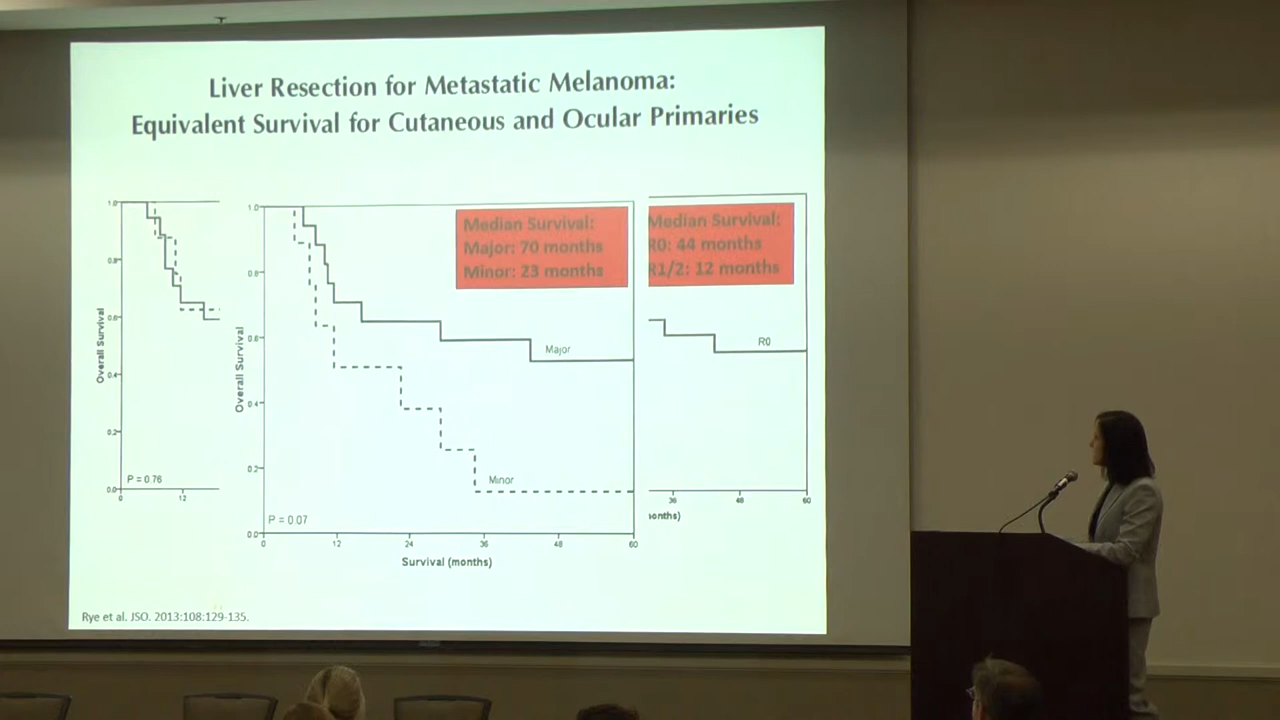 Liver Resection for Metastatic Melanoma:
Equivalent Survival for Cutaneous and Ocular Primaries
1.0
0.8
0.6
0.4
0.2
0.0
Overall Survival
P = 0.76
0
12
1.0
0.8
0.6
0.4
0.2
0.0
Overall Survival
Median Survival:
Major: 70 months
Minor: 23 months
Major
Minor
P = 0.07
0
12
24
36
48
60
Survival (months)
Median Survival:
R0: 44 months
R1/2: 12 months
R0
36
48
60
onths)
Rye et al. JSO. 2013:108:129-135.